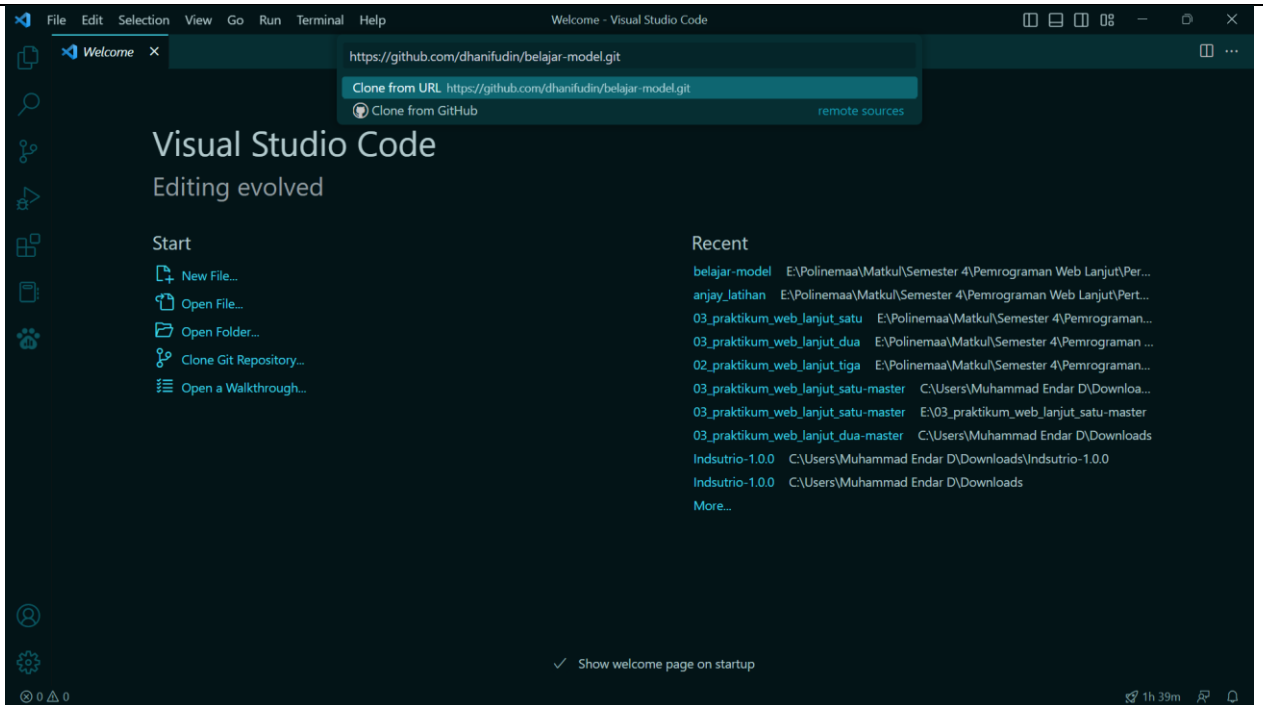 File Edit Selection View Go Run Terminal Help Welcome - Visual Studio Code
Welcome
https://github.com/dhanifudin/belajar-model.git
Clone from URL https://github.com/dhanifudin/belajar-model.git
Clone from GitHub remote sources
Visual Studio Code
Editing evolved
Start
New File...
Open File...
Open Folder...
Clone Git Repository...
Open a Walkthrough...
Recent
belajar-model E:\Polinemaa\Matkul\Semester 4\Pemrograman Web Lanjut\Per...
anjay_latihan E:\Polinemaa\Matkul\Semester 4\Pemrograman Web Lanjut\Pert...
03_praktikum_web_lanjut_satu E:\Polinemaa\Matkul\Semester 4\Pemrograman...
03_praktikum_web_lanjut_dua E:\Polinemaa\Matkul\Semester 4\Pemrograman ...
02_praktikum_web_lanjut_tiga E:\Polinemaa\Matkul\Semester 4\Pemrograman...
03_praktikum_web_lanjut_satu-master C:\Users\Muhammad Endar D\Downloa...
03_praktikum_web_lanjut_satu-master E:\03_praktikum_web_lanjut_satu-master
03_praktikum_web_lanjut_dua-master C:\Users\Muhammad Endar D\Downloads
Indsutrio-1.0.0 C:\Users\Muhammad Endar D\Downloads\Indsutrio-1.0.0
Indsutrio-1.0.0 C:\Users\Muhammad Endar D\Downloads
More...
Show welcome page on startup
0 0 1h 39m